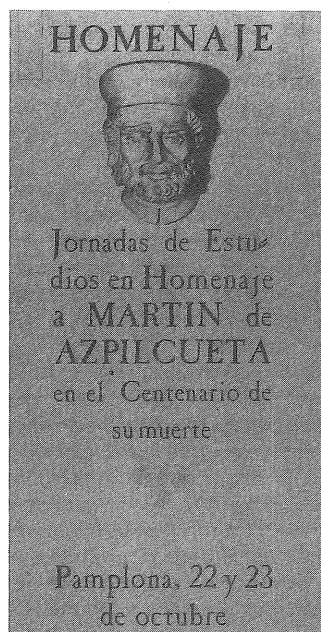 HOMENAJE
Jornadas de Estu-
dios en Homenaje
a MARTIN de
AZPILCUETA
en el Centenario de
su muerte
Pamplona, 22 y 23
de octubre